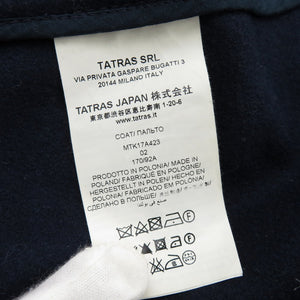 TATRAS SRL
VIA PRIVATA GASPARE BUGATTI 3
20144 MILANO ITALY
TATRAS JAPAN 株式会社
東京都渋谷区恵比寿南 1-20-6
www.tatras.it
COATI ПАЛЬТО
MTK17A423
02
170/92A
PRODOTTO IN POLONIA/ MADE IN
POLAND/ FABRIQUE EN POLOGNE/
HERGESTELLT IN POLEN/ HECHO EN
POLONIA/ FABRICADO EM POLONIA/
СДЕЛАНО В ПОЛЬШЕ/